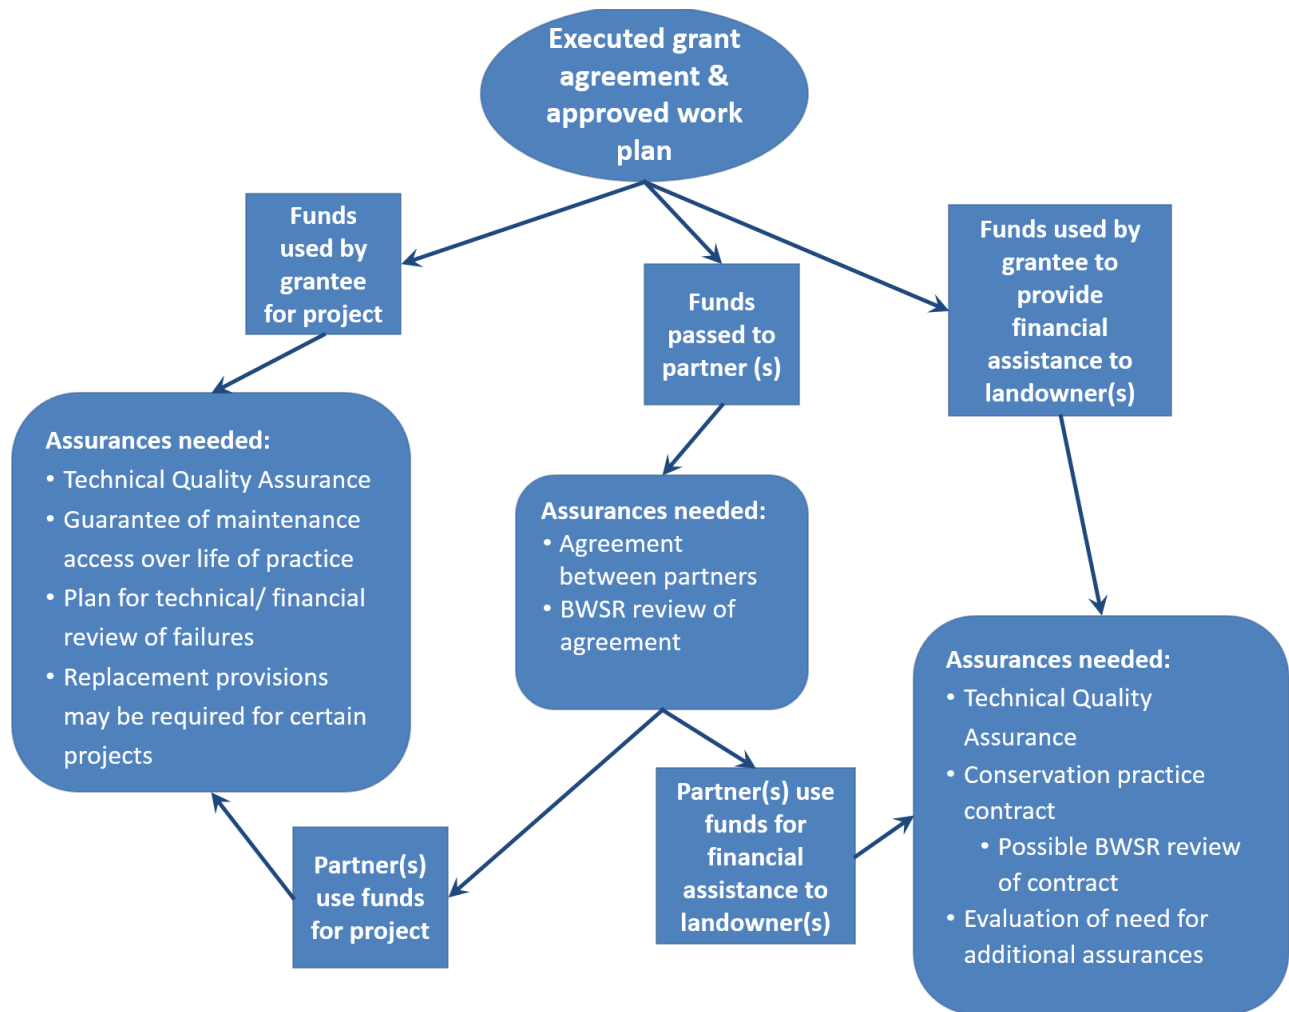 Executed grant
agreement &
approved work
plan
Funds
used by
grantee
for project
Funds
passed to
partner (s)
Funds used by
grantee to
provide
financial
assistance to
landowner(s)
Assurances needed:
• Technical Quality Assurance
• Guarantee of maintenance
access over life of practice
• Plan for technical/ financial
review of failures
• Replacement provisions
may be required for certain
projects
Assurances needed:
• Agreement
between partners
• BWSR review of
agreement
Assurances needed:
• Technical Quality
Assurance
• Conservation practice
contract
• Possible BWSR review
of contract
• Evaluation of need for
additional assurances
Partner(s)
use funds
for project
Partner(s) use
funds for
financial
assistance to
landowner(s)